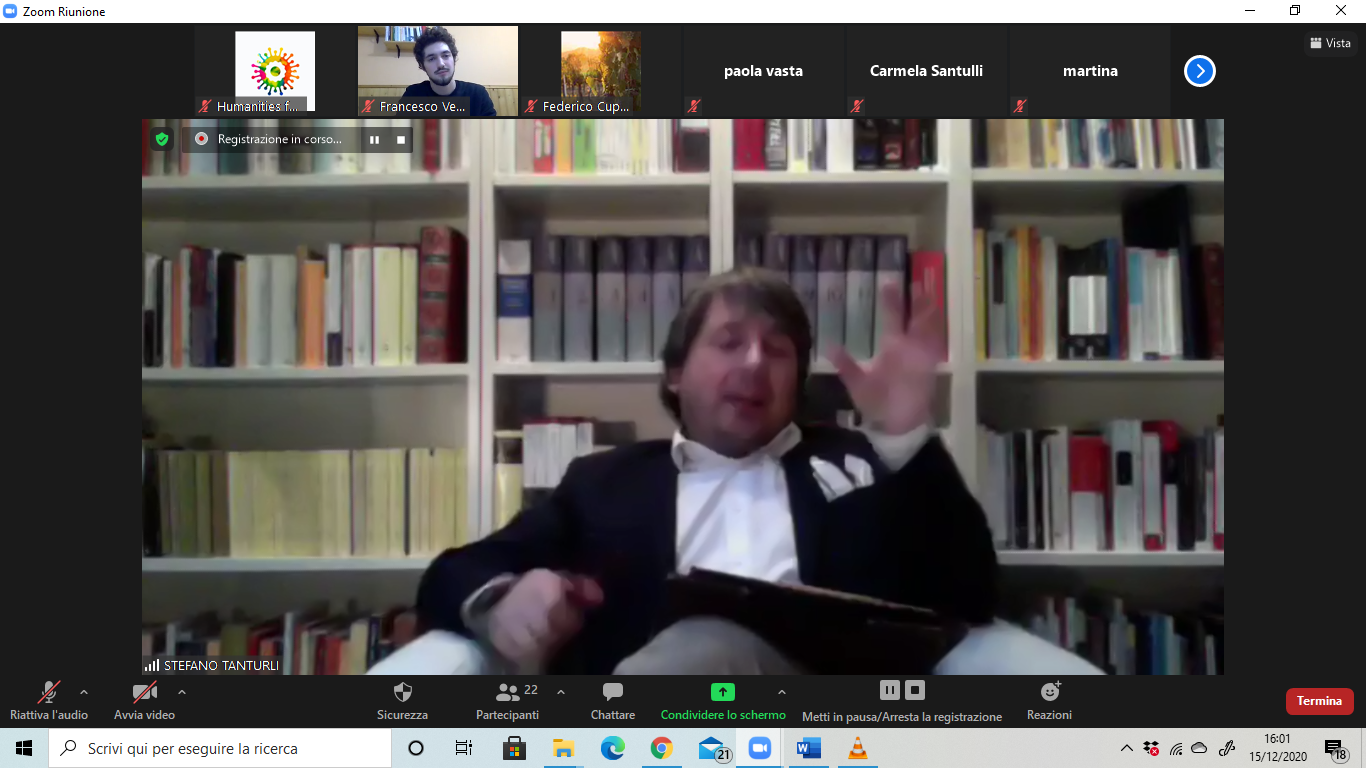 Zoom Riunione
Vista
Humanities f...
Francesco Ve...
Federico Cup...
paola vasta
Carmela Santulli
martina
Registrazione in corso...
STEFANO TANTURLI
Riattiva l'audio
Avvia video
Sicurezza
22
Partecipanti
Chattare
Condividere lo schermo
Metti in pausa/Arresta la registrazione
Reazioni
Termina
Scrivi qui per eseguire la ricerca
21
16:01
15/12/2020
18